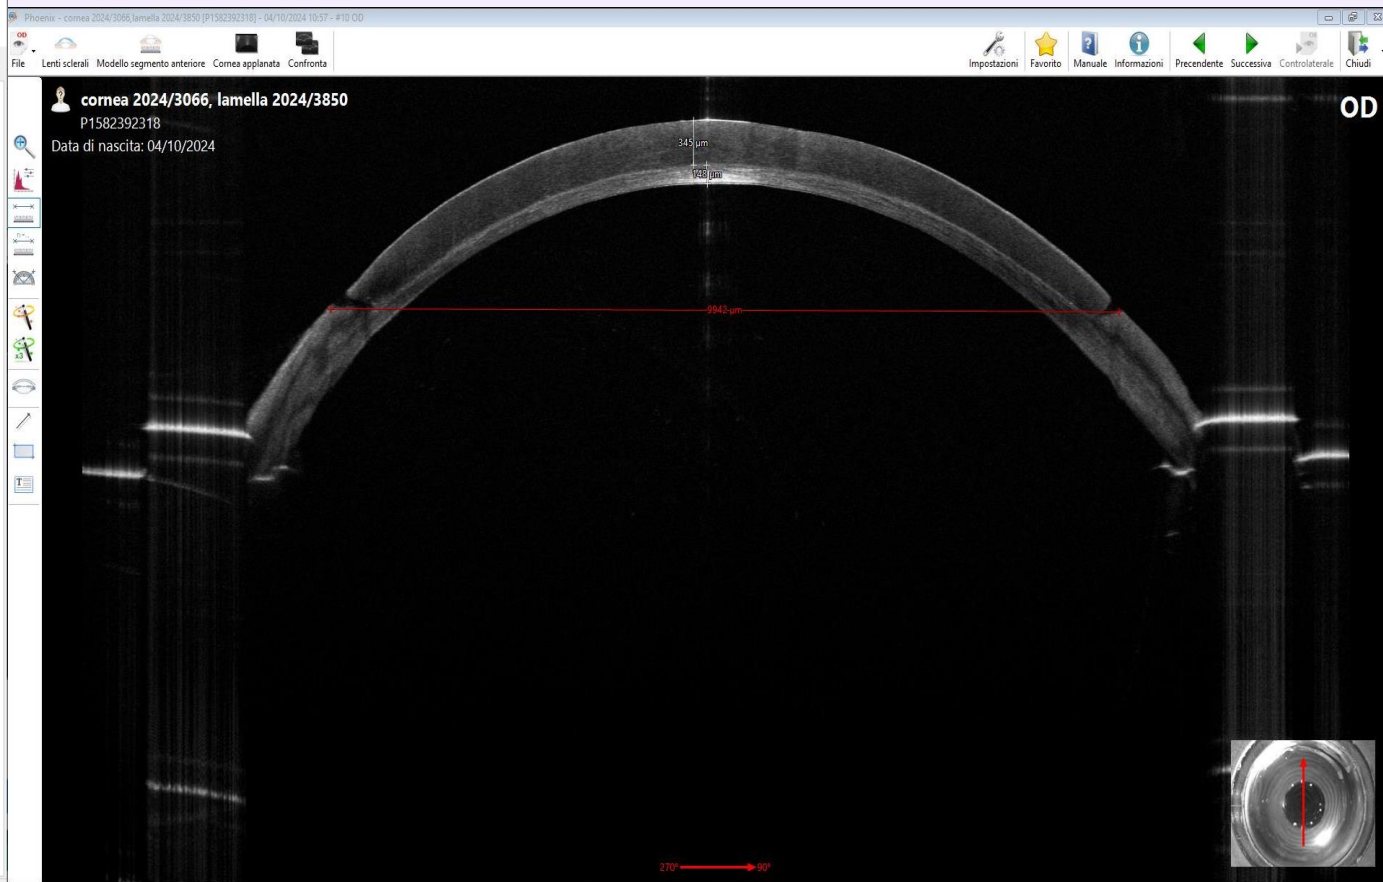 Phoenix - cornea 2024/3066,lamella 2024/3850 [P1582392318] - 04/10/2024 10:57 - #10 OD
OD
File
Lenti sclerali
Modello segmento anteriore
Cornea applanata
Confronta
Impostazioni
Favorito
Manuale
Informazioni
Precendente
Successiva
Controlaterale
Chiudi
cornea 2024/3066, lamella 2024/3850
P1582392318
Data di nascita: 04/10/2024
OD
345 µm
148 µm
9942 µm
x3
T
270°
90°